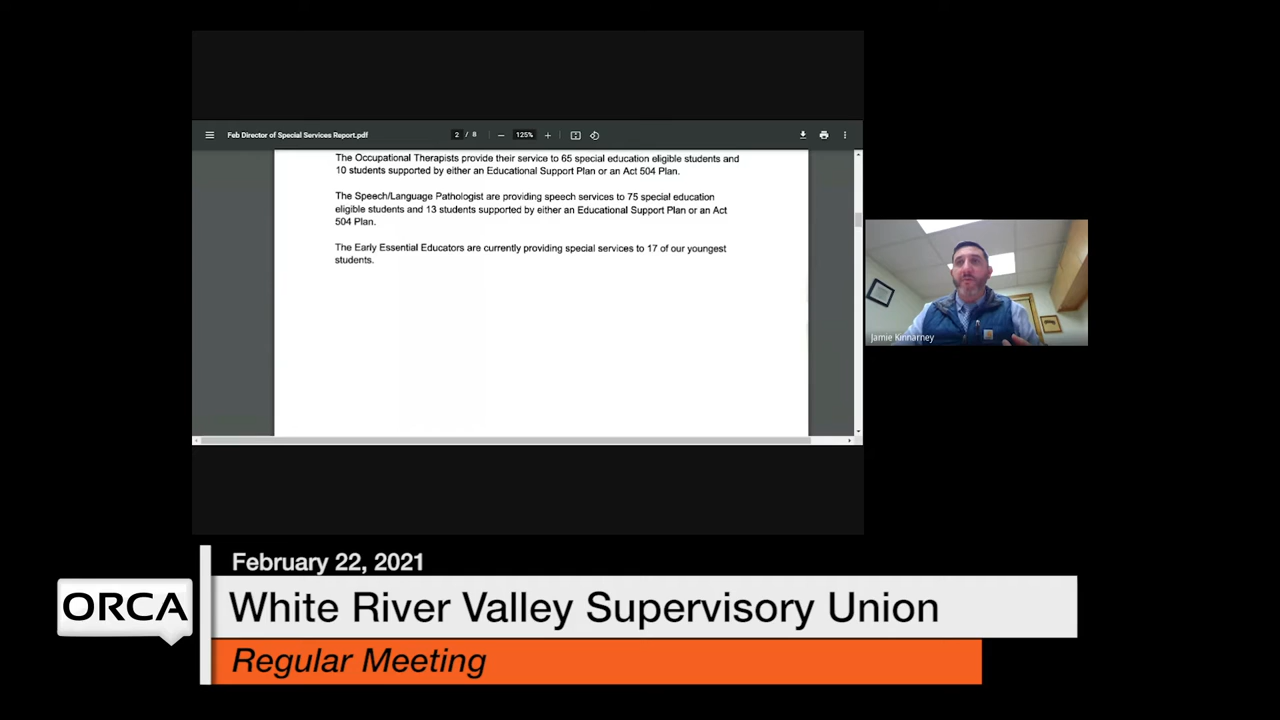 Feb Director of Special Services Report.pdf
2 / 8
125%
The Occupational Therapists provide their service to 65 special education eligible students and
10 students supported by either an Educational Support Plan or an Act 504 Plan.
The Speech/Language Pathologist are providing speech services to 75 special education
eligible students and 13 students supported by either an Educational Support Plan or an Act
504 Plan.
The Early Essential Educators are currently providing special services to 17 of our youngest
students.
Jamie Kinnarney
February 22, 2021
ORCA
White River Valley Supervisory Union
Regular Meeting